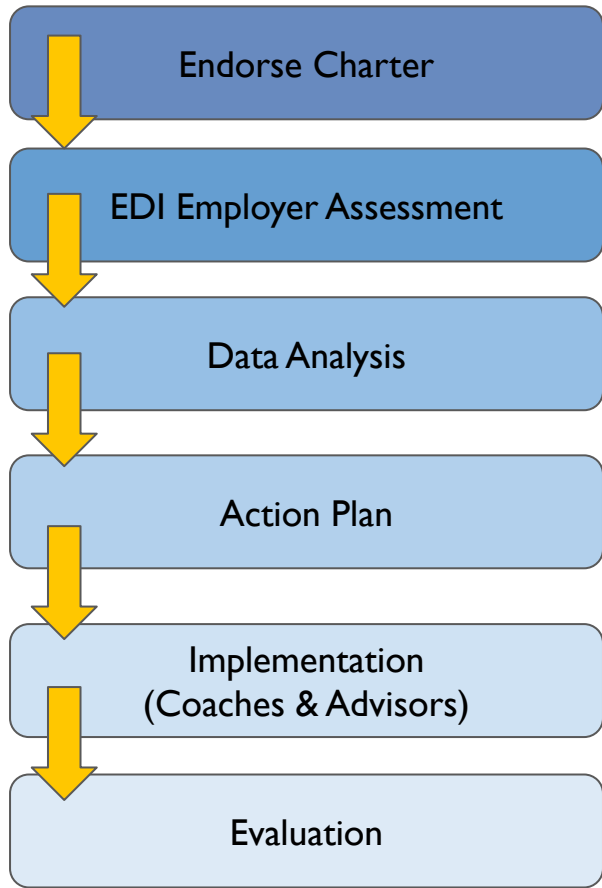 Endorse Charter
EDI Employer Assessment
Data Analysis
Action Plan
Implementation
(Coaches & Advisors)
Evaluation